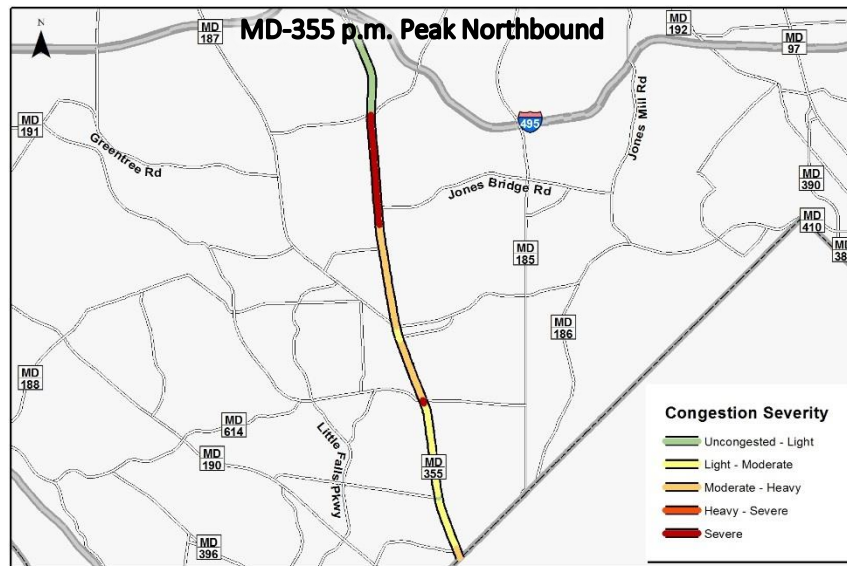 MD-355 p.m. Peak Northbound
N
MD
187
MD
192
MD
97
MD
191
495
Greentree Rd
Jones Mill Rd
Jones Bridge Rd
MD
390
MD
410
MD
185
MD
186
MD
188
MD
614
MD
190
Little Falls Pkwy
MD
355
MD
396
Congestion Severity
Uncongested - Light
Light - Moderate
Moderate - Heavy
Heavy - Severe
Severe